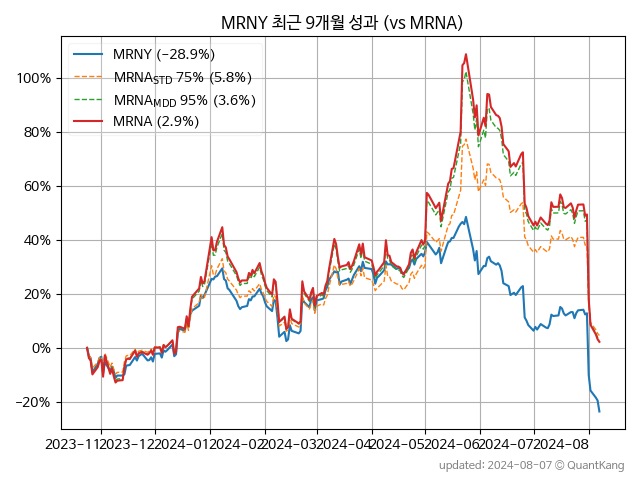 MRNY 최근 9개월 성과 (vs MRNA)
MRNY (−28.9%)
MRNA_STD 75% (5.8%)
MRNA_MDD 95% (3.6%)
MRNA (2.9%)
100%
80%
60%
40%
20%
0%
−20%
2023-11 2023-12 2024-01 2024-02 2024-03 2024-04 2024-05 2024-06 2024-07 2024-08
updated: 2024-08-07 © QuantKang